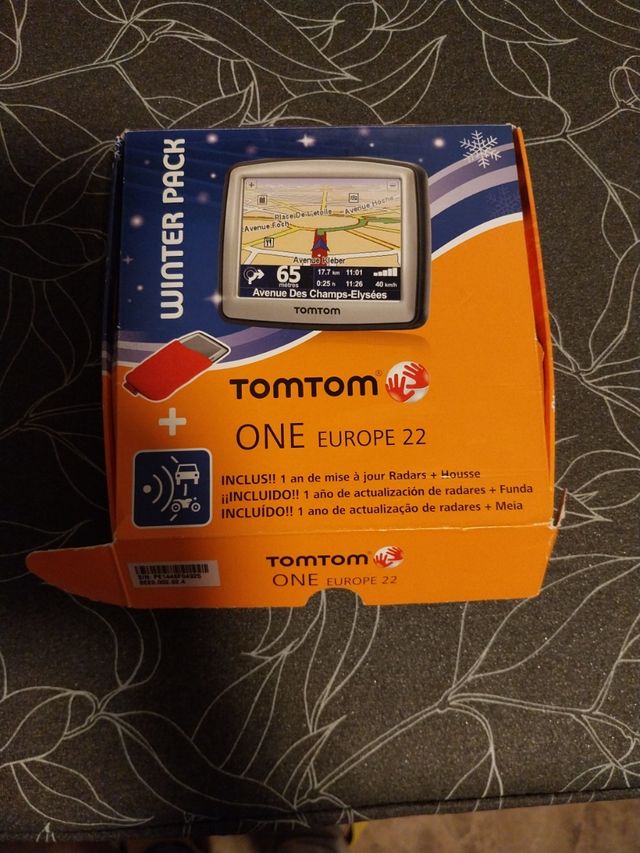 WINTER PACK
Place De L'étoile
Avenue Hoche
Avenue Foch
Avenue Kléber
65
metres
17.7 km 11:01
0:25 h 11:26 40 km/h
Avenue Des Champs-Elysées
TOMTOM
TOMTOM®
+
ONE EUROPE 22
INCLUS!! 1 an de mise à jour Radars + Housse
¡¡INCLUIDO!! 1 año de actualización de radares + Funda
INCLUÍDO!! 1 ano de actualização de radares + Meia
TOMTOM
ONE EUROPE 22